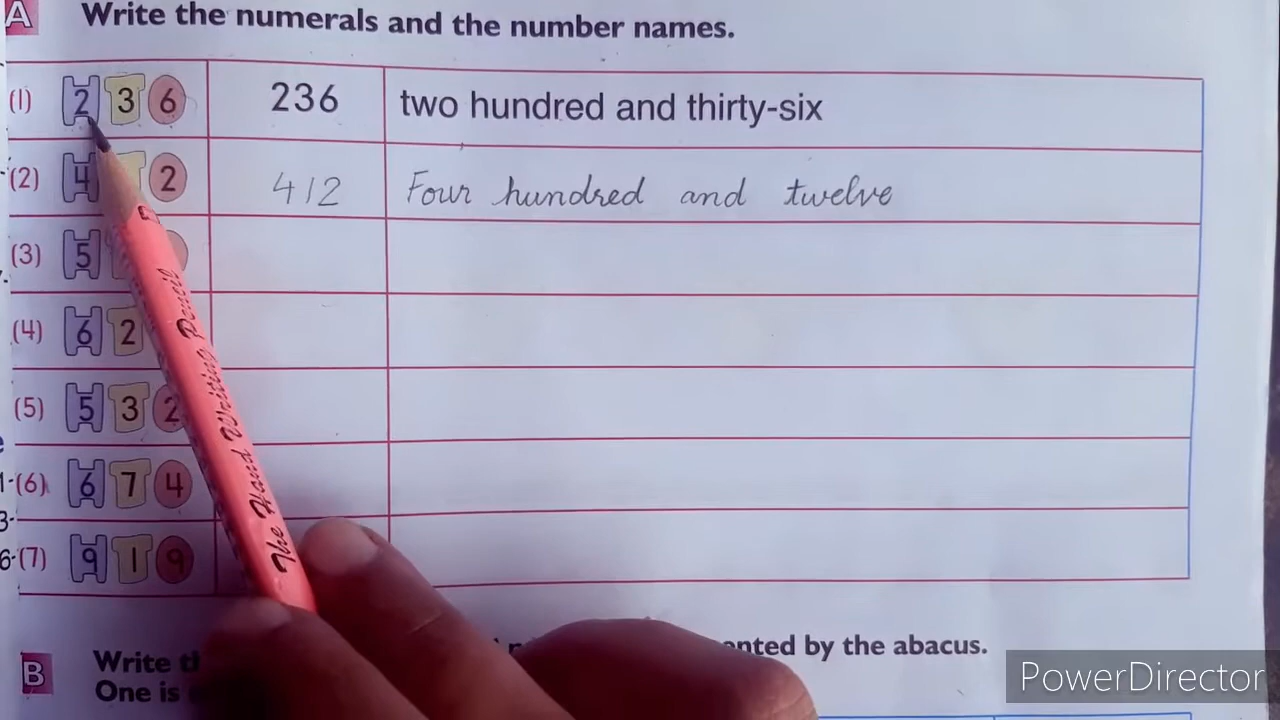 A Write the numerals and the number names.
(1) 2 3 6 236 two hundred and thirty-six
(2) 4 2 412 Four hundred and twelve
(3) 5
(4) 6 2
(5) 5 3 2
(6) 6 7 4
(7) 9 1 9
The Hand Writing Pencil
B Write by the abacus.
One is
PowerDirector